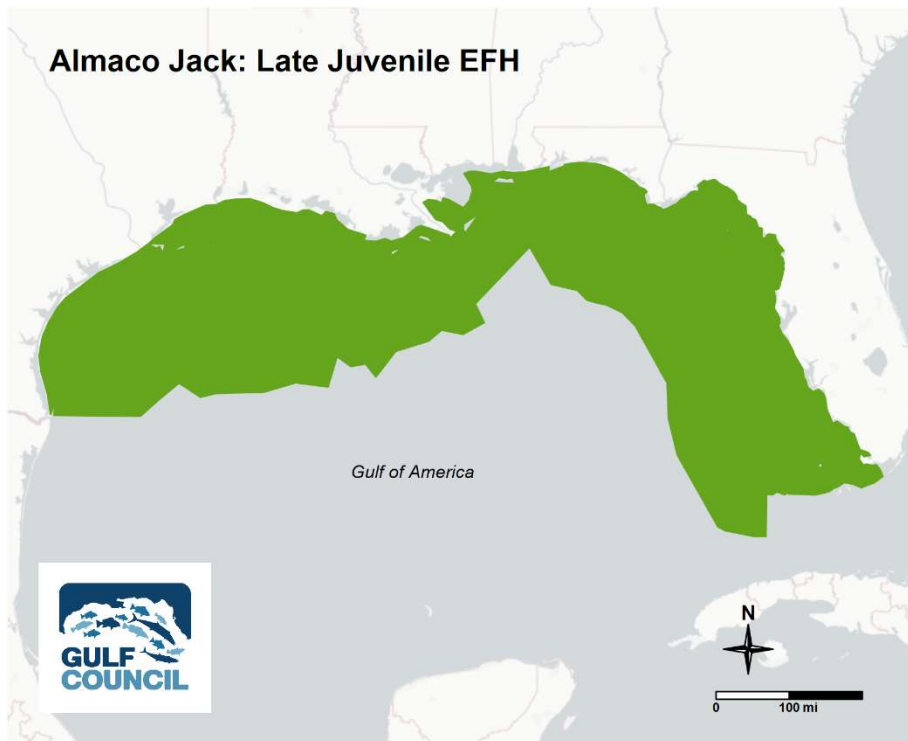 Almaco Jack: Late Juvenile EFH
Gulf of America
GULF
COUNCIL
N
0 100 mi